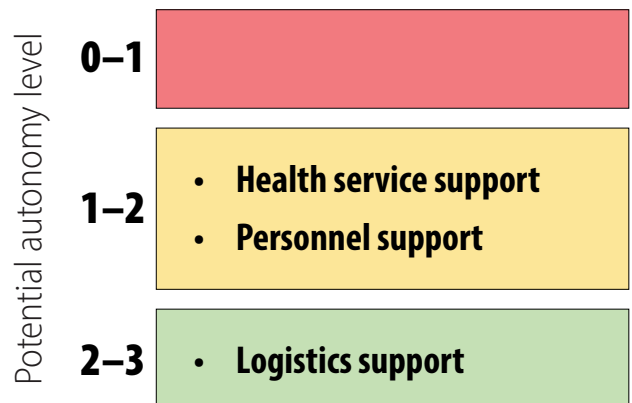 Potential autonomy level
0–1
1–2
• Health service support
• Personnel support
2–3
• Logistics support